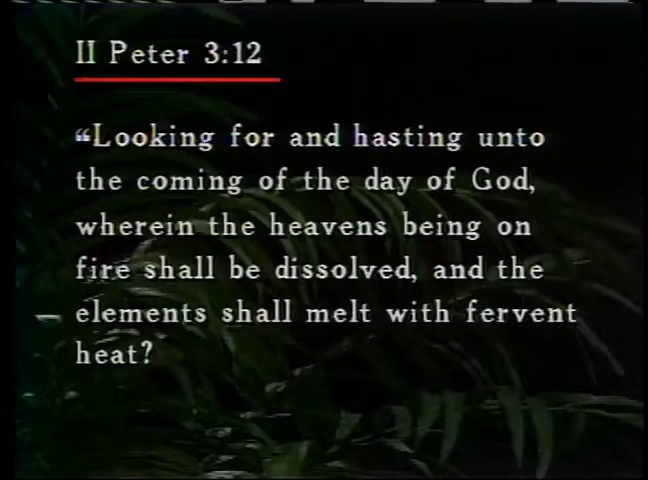 II Peter 3:12
“Looking for and hasting unto
the coming of the day of God,
wherein the heavens being on
fire shall be dissolved, and the
elements shall melt with fervent
heat?